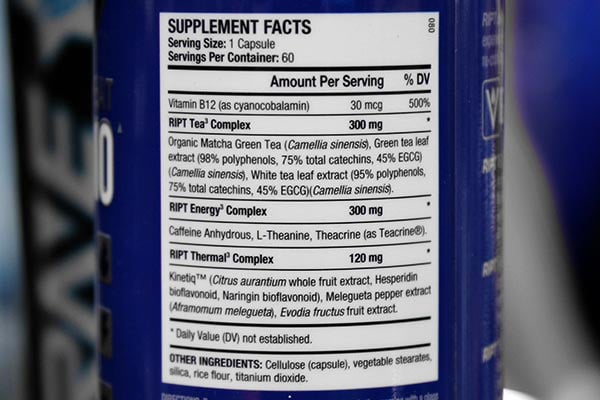 SUPPLEMENT FACTS
080
Serving Size: 1 Capsule
Servings Per Container: 60
Amount Per Serving % DV
Vitamin B12 (as cyanocobalamin) 30 mcg 500%
RIPT Tea³ Complex 300 mg *
Organic Matcha Green Tea (Camellia sinensis), Green tea leaf
extract (98% polyphenols, 75% total catechins, 45% EGCG)
(Camellia sinensis), White tea leaf extract (95% polyphenols,
75% total catechins, 45% EGCG)(Camellia sinensis).
RIPT Energy³ Complex 300 mg *
Caffeine Anhydrous, L-Theanine, Theacrine (as Teacrine®).
RIPT Thermal³ Complex 120 mg *
Kinetiq™ (Citrus aurantium whole fruit extract, Hesperidin
bioflavonoid, Naringin bioflavonoid), Melegueta pepper extract
(Aframomum melegueta), Evodia fructus fruit extract.
* Daily Value (DV) not established.
OTHER INGREDIENTS: Cellulose (capsule), vegetable stearates,
silica, rice flour, titanium dioxide.